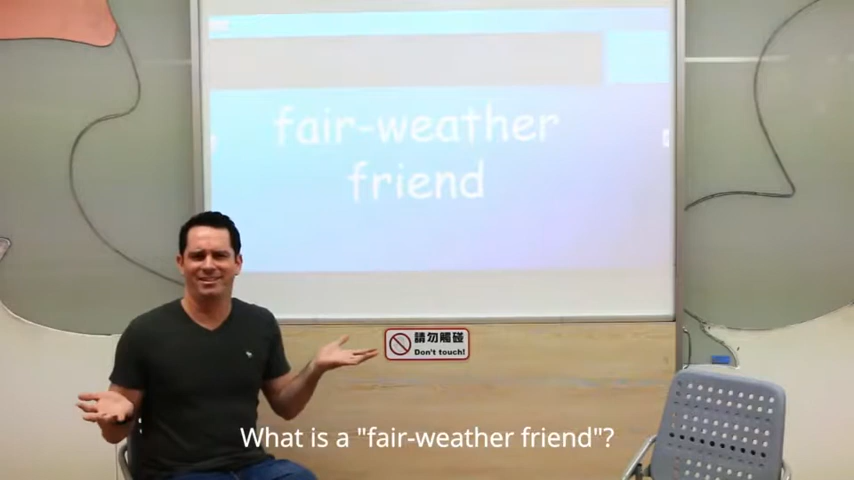 fair-weather
friend
請勿觸碰
Don't touch!
What is a "fair-weather friend"?